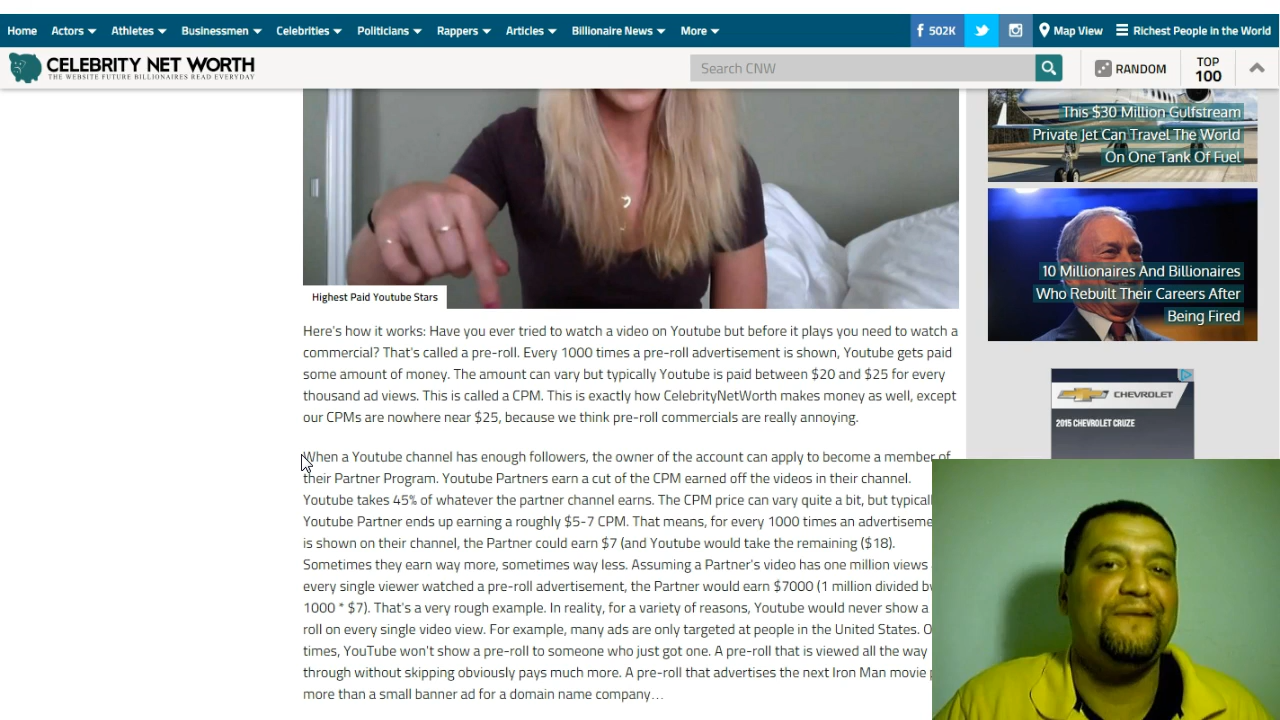 Home Actors Athletes Businessmen Celebrities Politicians Rappers Articles Billionaire News More 502K Map View Richest People in the World
CELEBRITY NET WORTH
THE WEBSITE FUTURE BILLIONAIRES READ EVERYDAY
Search CNW
RANDOM
TOP
100
This $30 Million Gulfstream
Private Jet Can Travel The World
On One Tank Of Fuel
10 Millionaires And Billionaires
Who Rebuilt Their Careers After
Being Fired
CHEVROLET
2015 CHEVROLET CRUZE
Highest Paid Youtube Stars
Here's how it works: Have you ever tried to watch a video on Youtube but before it plays you need to watch a
commercial? That's called a pre-roll. Every 1000 times a pre-roll advertisement is shown, Youtube gets paid
some amount of money. The amount can vary but typically Youtube is paid between $20 and $25 for every
thousand ad views. This is called a CPM. This is exactly how CelebrityNetWorth makes money as well, except
our CPMs are nowhere near $25, because we think pre-roll commercials are really annoying.
When a Youtube channel has enough followers, the owner of the account can apply to become a member of
their Partner Program. Youtube Partners earn a cut of the CPM earned off the videos in their channel.
Youtube takes 45% of whatever the partner channel earns. The CPM price can vary quite a bit, but typicall
Youtube Partner ends up earning a roughly $5-7 CPM. That means, for every 1000 times an advertiseme
is shown on their channel, the Partner could earn $7 (and Youtube would take the remaining ($18).
Sometimes they earn way more, sometimes way less. Assuming a Partner's video has one million views
every single viewer watched a pre-roll advertisement, the Partner would earn $7000 (1 million divided by
1000 * $7). That's a very rough example. In reality, for a variety of reasons, Youtube would never show a
roll on every single video view. For example, many ads are only targeted at people in the United States. O
times, YouTube won't show a pre-roll to someone who just got one. A pre-roll that is viewed all the way
through without skipping obviously pays much more. A pre-roll that advertises the next Iron Man movie
more than a small banner ad for a domain name company…